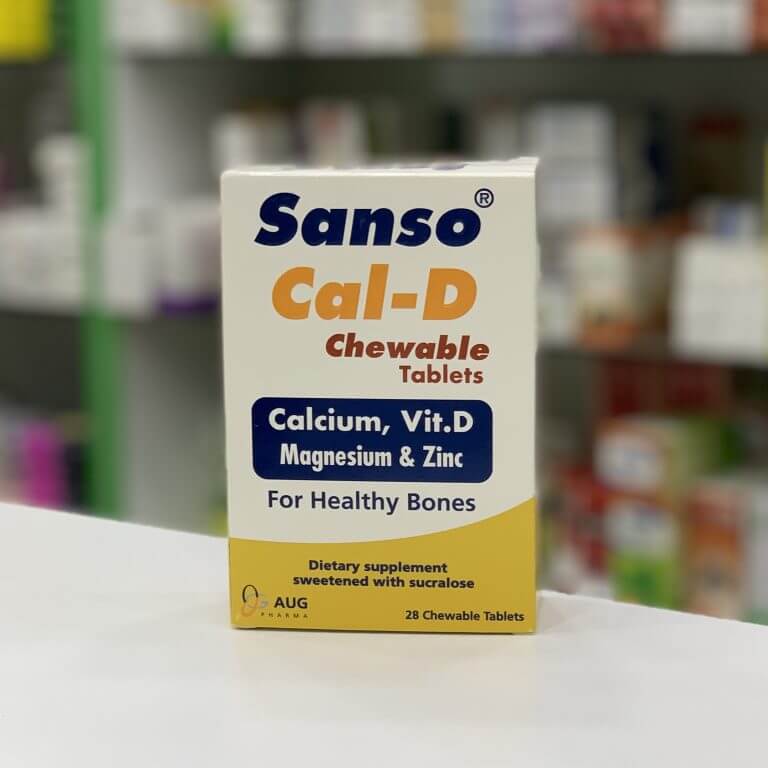 Sanso®
Cal-D
Chewable
Tablets
Calcium, Vit.D
Magnesium & Zinc
For Healthy Bones
Dietary supplement
sweetened with sucralose
AUG
PHARMA
28 Chewable Tablets